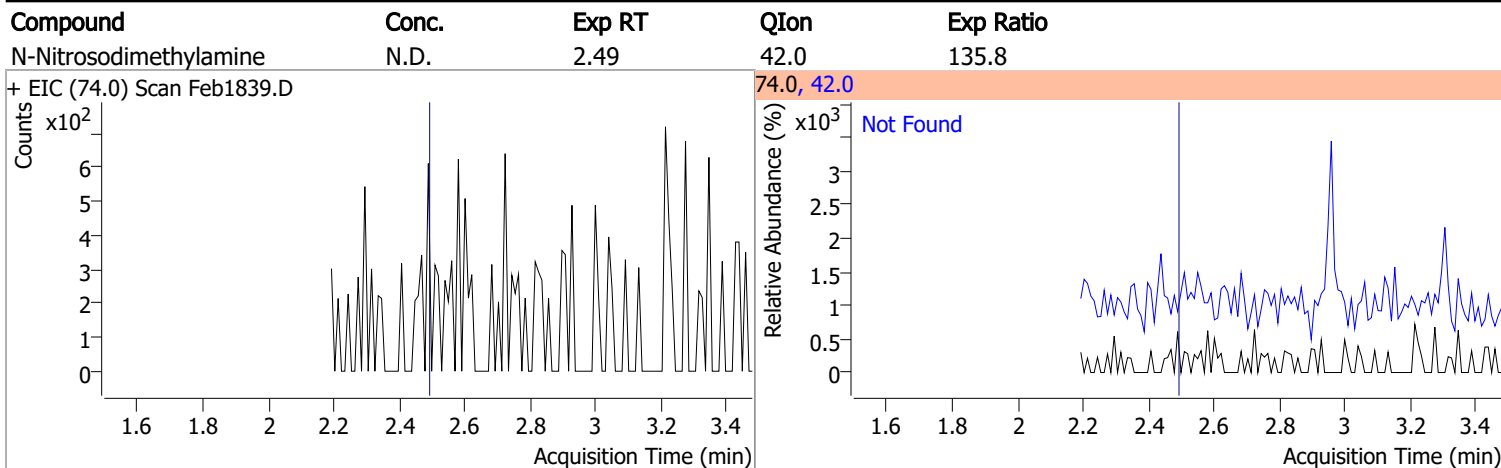 Compound Conc. Exp RT QIon Exp Ratio
N-Nitrosodimethylamine N.D. 2.49 42.0 135.8
+ EIC (74.0) Scan Feb1839.D
Counts
x10²
6
5
4
3
2
1
0
1.6 1.8 2 2.2 2.4 2.6 2.8 3 3.2 3.4
Acquisition Time (min)
74.0, 42.0
Relative Abundance (%)
x10³
Not Found
3
2.5
2
1.5
1
0.5
0
1.6 1.8 2 2.2 2.4 2.6 2.8 3 3.2 3.4
Acquisition Time (min)